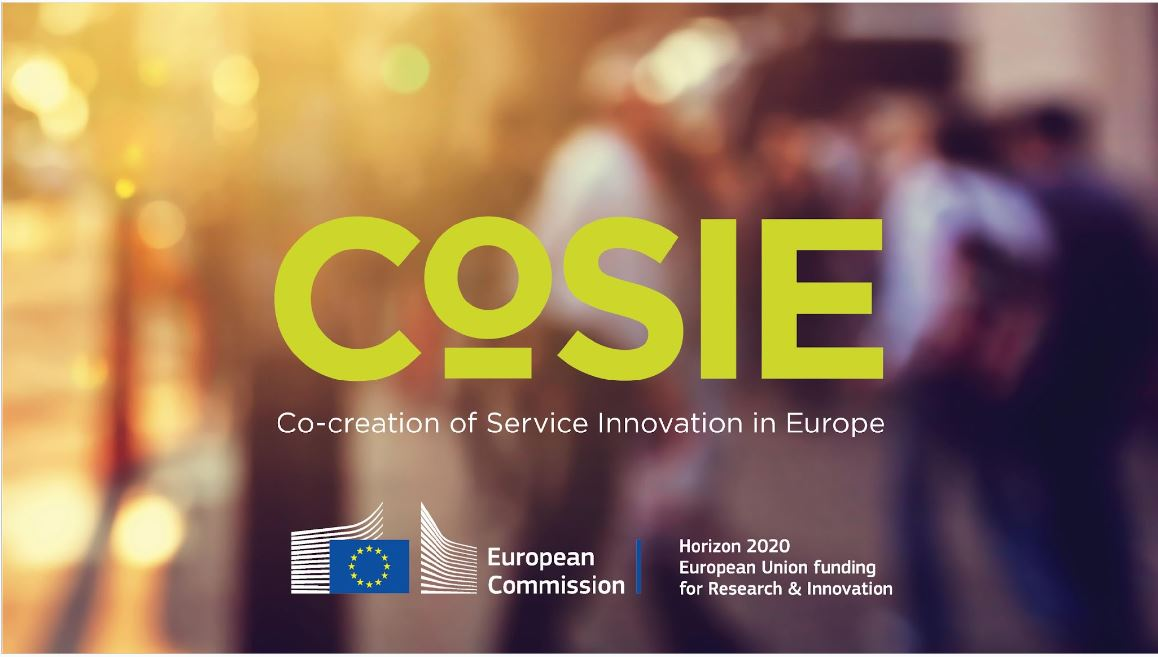 CoSIE
Co-creation of Service Innovation in Europe
European
Commission
Horizon 2020
European Union funding
for Research & Innovation